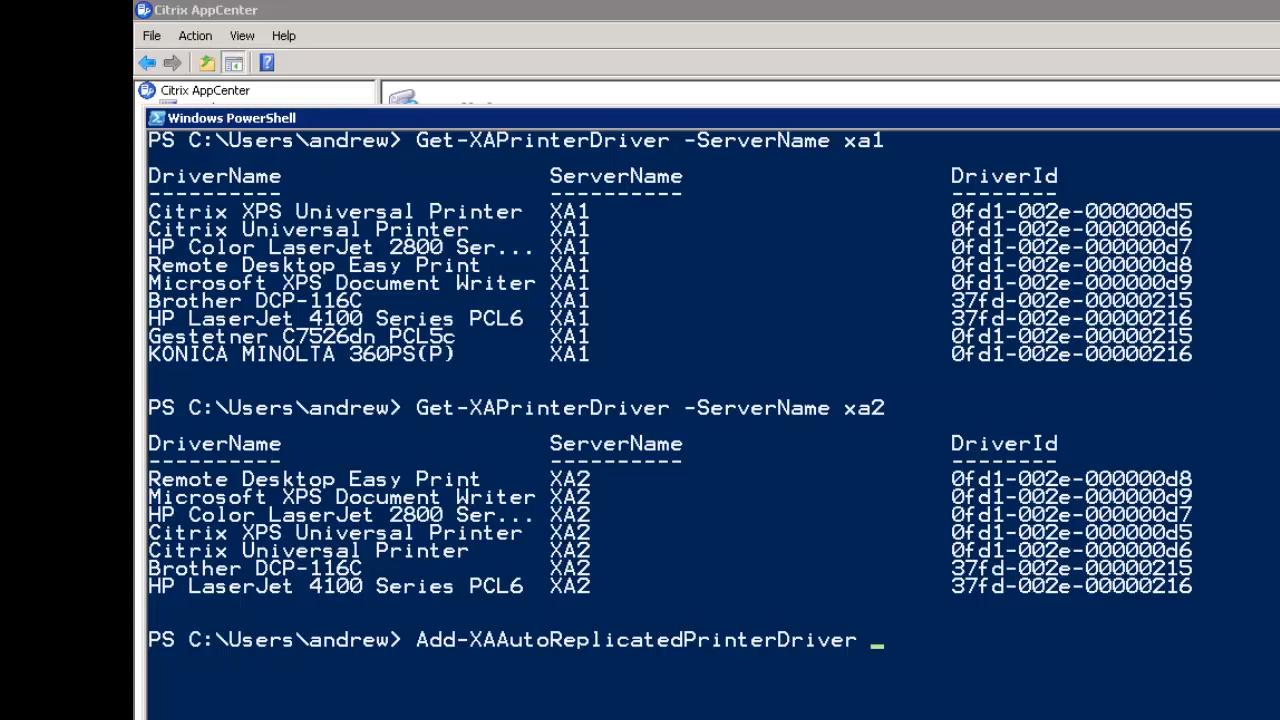 Citrix AppCenter
File Action View Help
Citrix AppCenter
Windows PowerShell
PS C:\Users\andrew> Get-XAPrinterDriver -ServerName xa1
DriverName ServerName DriverId
---------- ---------- --------
Citrix XPS Universal Printer XA1 0fd1-002e-000000d5
Citrix Universal Printer XA1 0fd1-002e-000000d6
HP Color LaserJet 2800 Ser... XA1 0fd1-002e-000000d7
Remote Desktop Easy Print XA1 0fd1-002e-000000d8
Microsoft XPS Document Writer XA1 0fd1-002e-000000d9
Brother DCP-116C XA1 37fd-002e-00000215
HP LaserJet 4100 Series PCL6 XA1 37fd-002e-00000216
Gestetner C7526dn PCL5c XA1 0fd1-002e-00000215
KONICA MINOLTA 360PS(P) XA1 0fd1-002e-00000216
PS C:\Users\andrew> Get-XAPrinterDriver -ServerName xa2
DriverName ServerName DriverId
---------- ---------- --------
Remote Desktop Easy Print XA2 0fd1-002e-000000d8
Microsoft XPS Document Writer XA2 0fd1-002e-000000d9
HP Color LaserJet 2800 Ser... XA2 0fd1-002e-000000d7
Citrix XPS Universal Printer XA2 0fd1-002e-000000d5
Citrix Universal Printer XA2 0fd1-002e-000000d6
Brother DCP-116C XA2 37fd-002e-00000215
HP LaserJet 4100 Series PCL6 XA2 37fd-002e-00000216
PS C:\Users\andrew> Add-XAAutoReplicatedPrinterDriver _